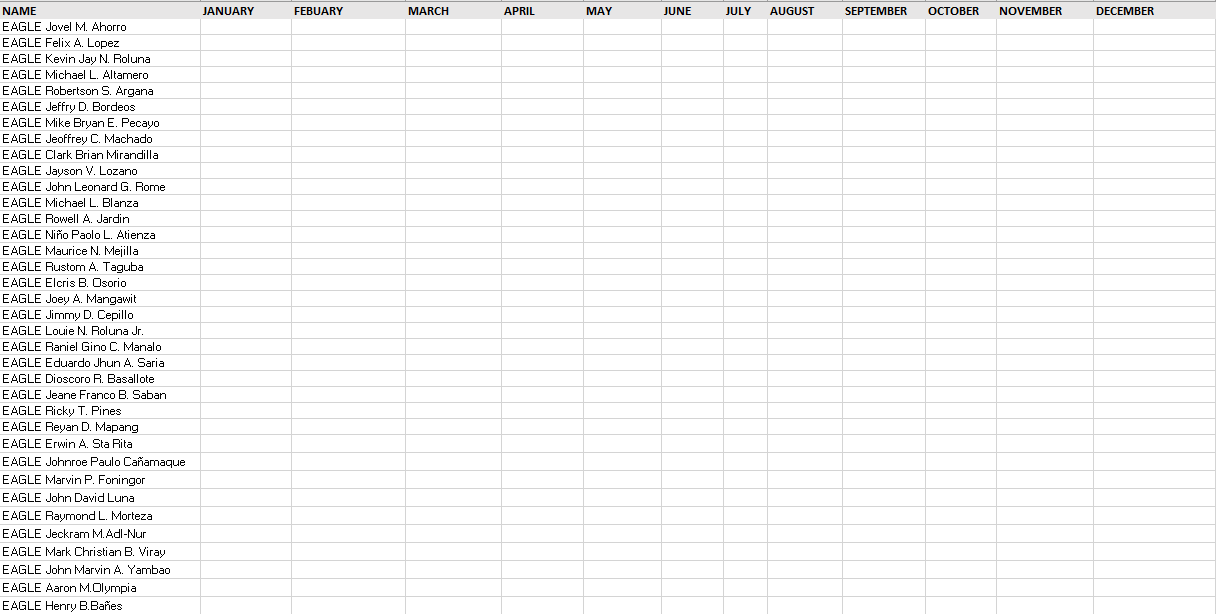 NAME JANUARY FEBUARY MARCH APRIL MAY JUNE JULY AUGUST SEPTEMBER OCTOBER NOVEMBER DECEMBER
EAGLE Jovel M. Ahorro
EAGLE Felix A. Lopez
EAGLE Kevin Jay N. Roluna
EAGLE Michael L. Altamero
EAGLE Robertson S. Argana
EAGLE Jeffry D. Bordeos
EAGLE Mike Bryan E. Pecayo
EAGLE Jeoffrey C. Machado
EAGLE Clark Brian Mirandilla
EAGLE Jayson V. Lozano
EAGLE John Leonard G. Rome
EAGLE Michael L. Blanza
EAGLE Rowell A. Jardin
EAGLE Niño Paolo L. Atienza
EAGLE Maurice N. Mejilla
EAGLE Rustom A. Taguba
EAGLE Elcris B. Osorio
EAGLE Joey A. Mangawit
EAGLE Jimmy D. Cepillo
EAGLE Louie N. Roluna Jr.
EAGLE Raniel Gino C. Manalo
EAGLE Eduardo Jhun A. Saria
EAGLE Dioscoro R. Basallote
EAGLE Jeane Franco B. Saban
EAGLE Ricky T. Pines
EAGLE Reyan D. Mapang
EAGLE Erwin A. Sta Rita
EAGLE Johnroe Paulo Cañamaque
EAGLE Marvin P. Foningor
EAGLE John David Luna
EAGLE Raymond L. Morteza
EAGLE Jeckram M.Adl-Nur
EAGLE Mark Christian B. Viray
EAGLE John Marvin A. Yambao
EAGLE Aaron M.Olympia
EAGLE Henry B.Bañes